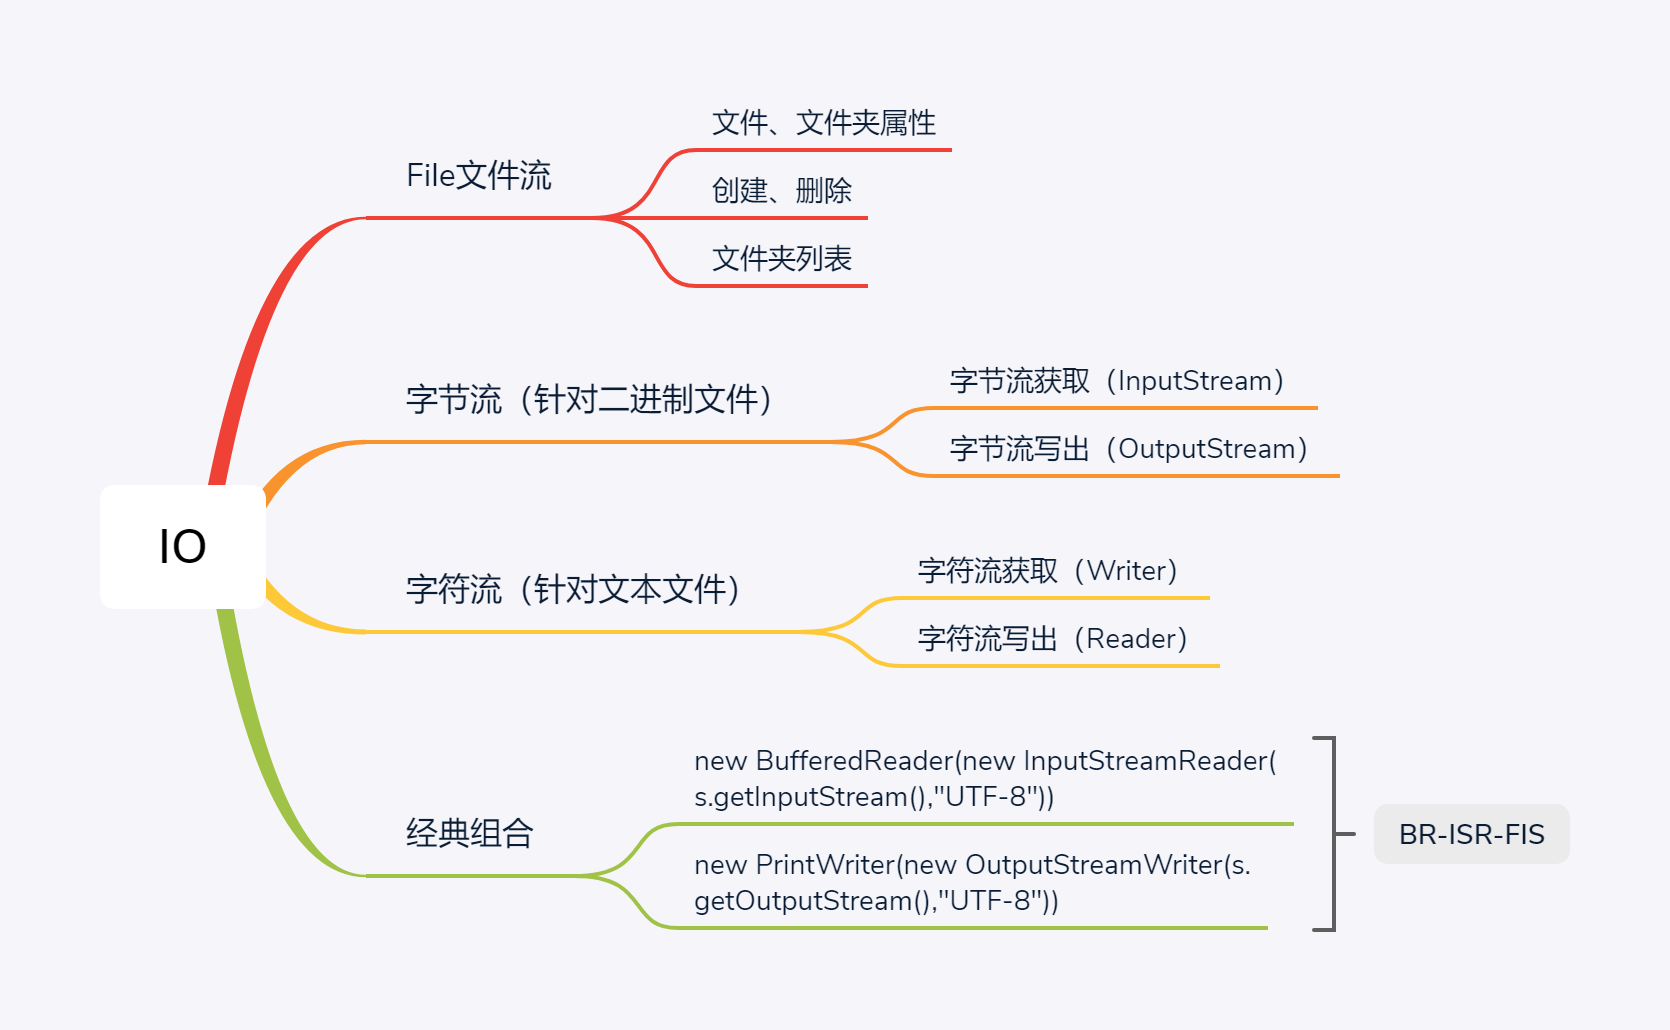 IO
File文件流
文件、文件夹属性
创建、删除
文件夹列表
字节流（针对二进制文件）
字节流获取（InputStream）
字节流写出（OutputStream）
字符流（针对文本文件）
字符流获取（Writer）
字符流写出（Reader）
经典组合
new BufferedReader(new InputStreamReader(
s.getInputStream(),"UTF-8"))
new PrintWriter(new OutputStreamWriter(s.
getOutputStream(),"UTF-8"))
BR-ISR-FIS